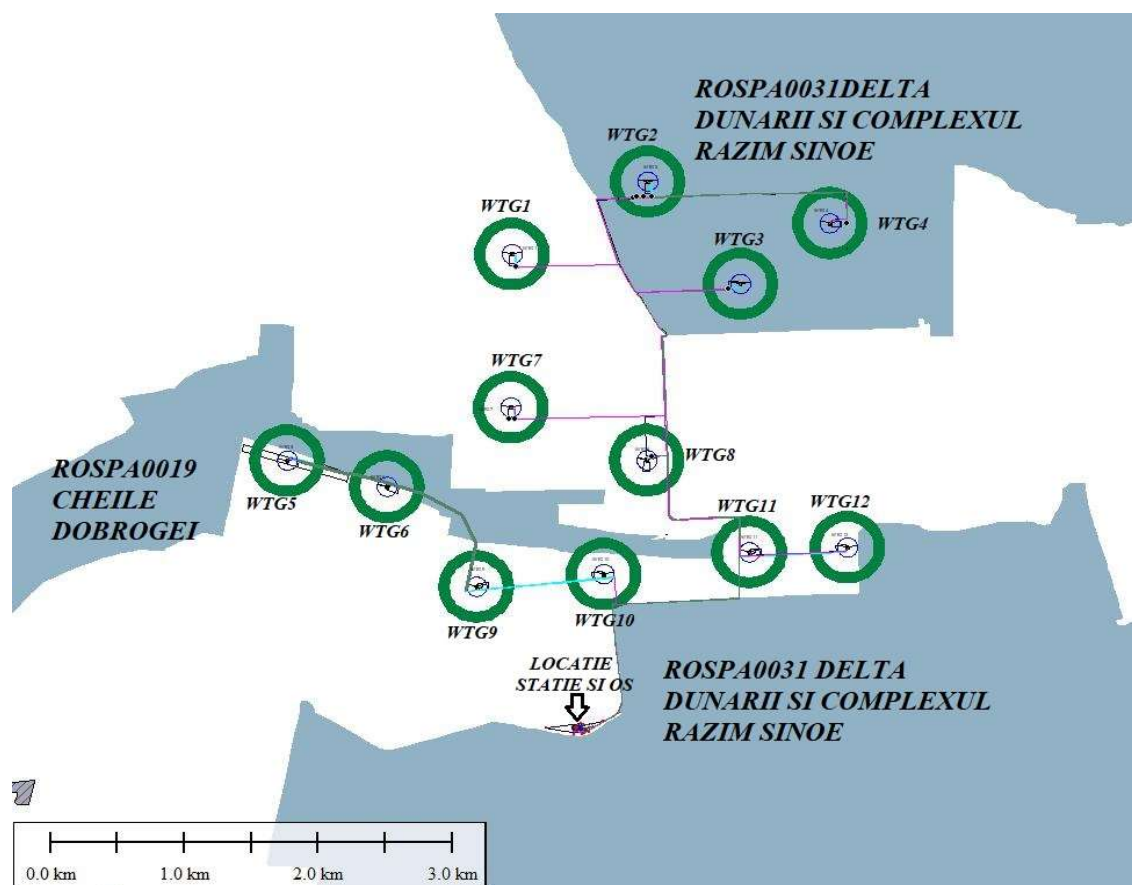 ROSPA0031DELTA
DUNARII SI COMPLEXUL
RAZIM SINOE
WTG2
WTG1
WTG4
WTG3
WTG7
WTG8
ROSPA0019
CHEILE
DOBROGEI
WTG5
WTG6
WTG11
WTG12
WTG9
WTG10
LOCATIE
STATIE SI OS
ROSPA0031 DELTA
DUNARII SI COMPLEXUL
RAZIM SINOE
0.0 km
1.0 km
2.0 km
3.0 km